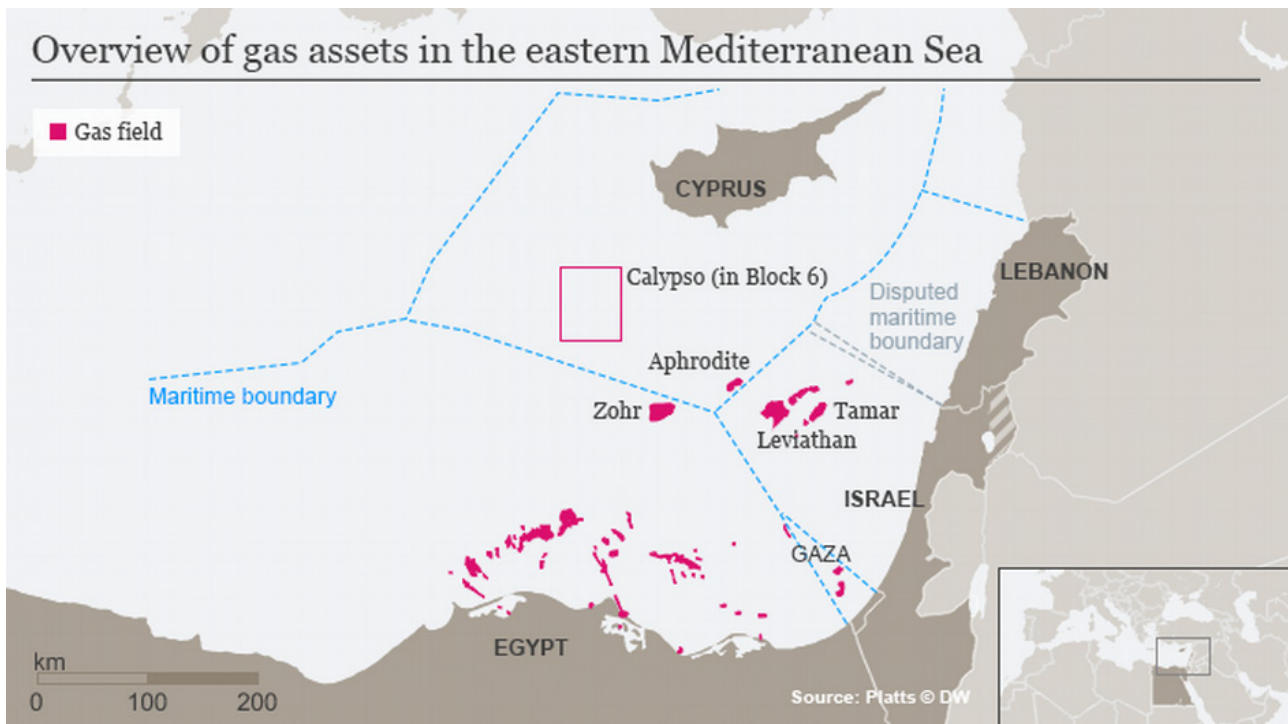 Overview of gas assets in the eastern Mediterranean Sea
Gas field
CYPRUS
Calypso (in Block 6)
LEBANON
Disputed
maritime
boundary
Aphrodite
Maritime boundary
Zohr
Tamar
Leviathan
ISRAEL
GAZA
EGYPT
km
0 100 200
Source: Platts © DW